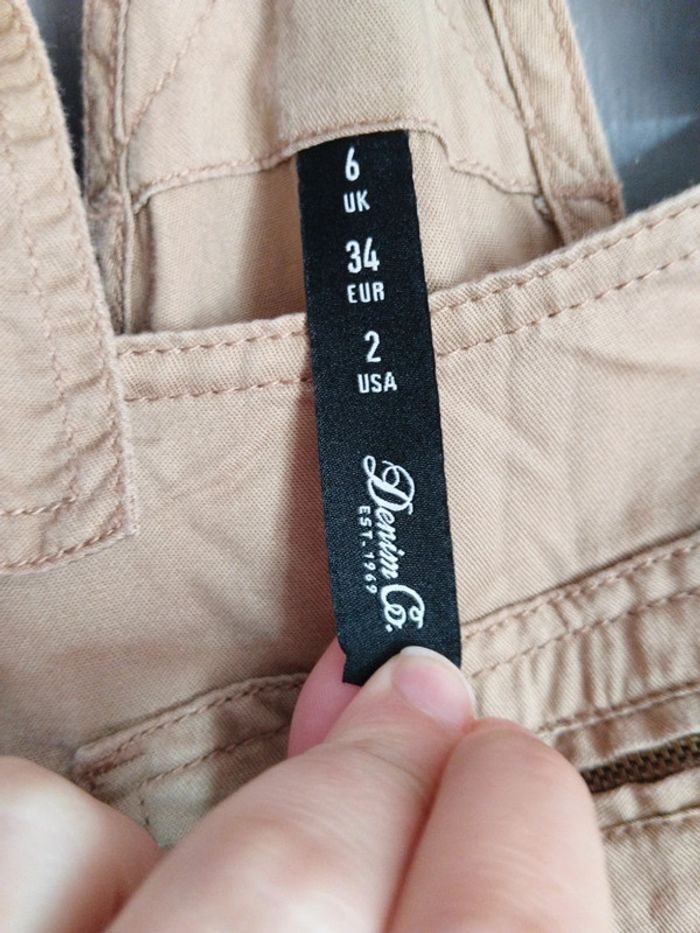 6
UK
34
EUR
2
USA
Denim Co.
EST. 1969